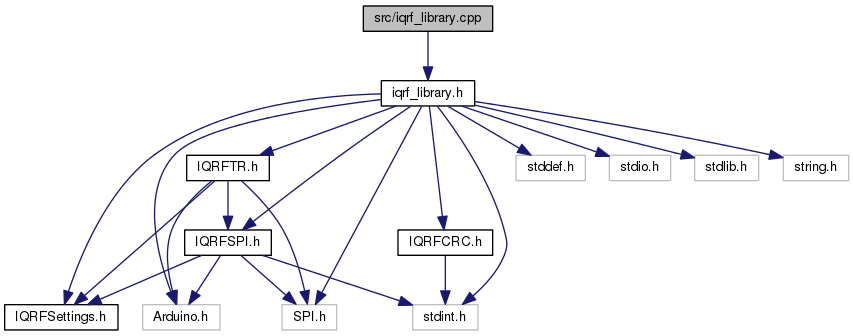 src/iqrf_library.cpp
iqrf_library.h
IQRFTR.h
stddef.h
stdio.h
stdlib.h
string.h
IQRFSPI.h
IQRFCRC.h
IQRFSettings.h
Arduino.h
SPI.h
stdint.h